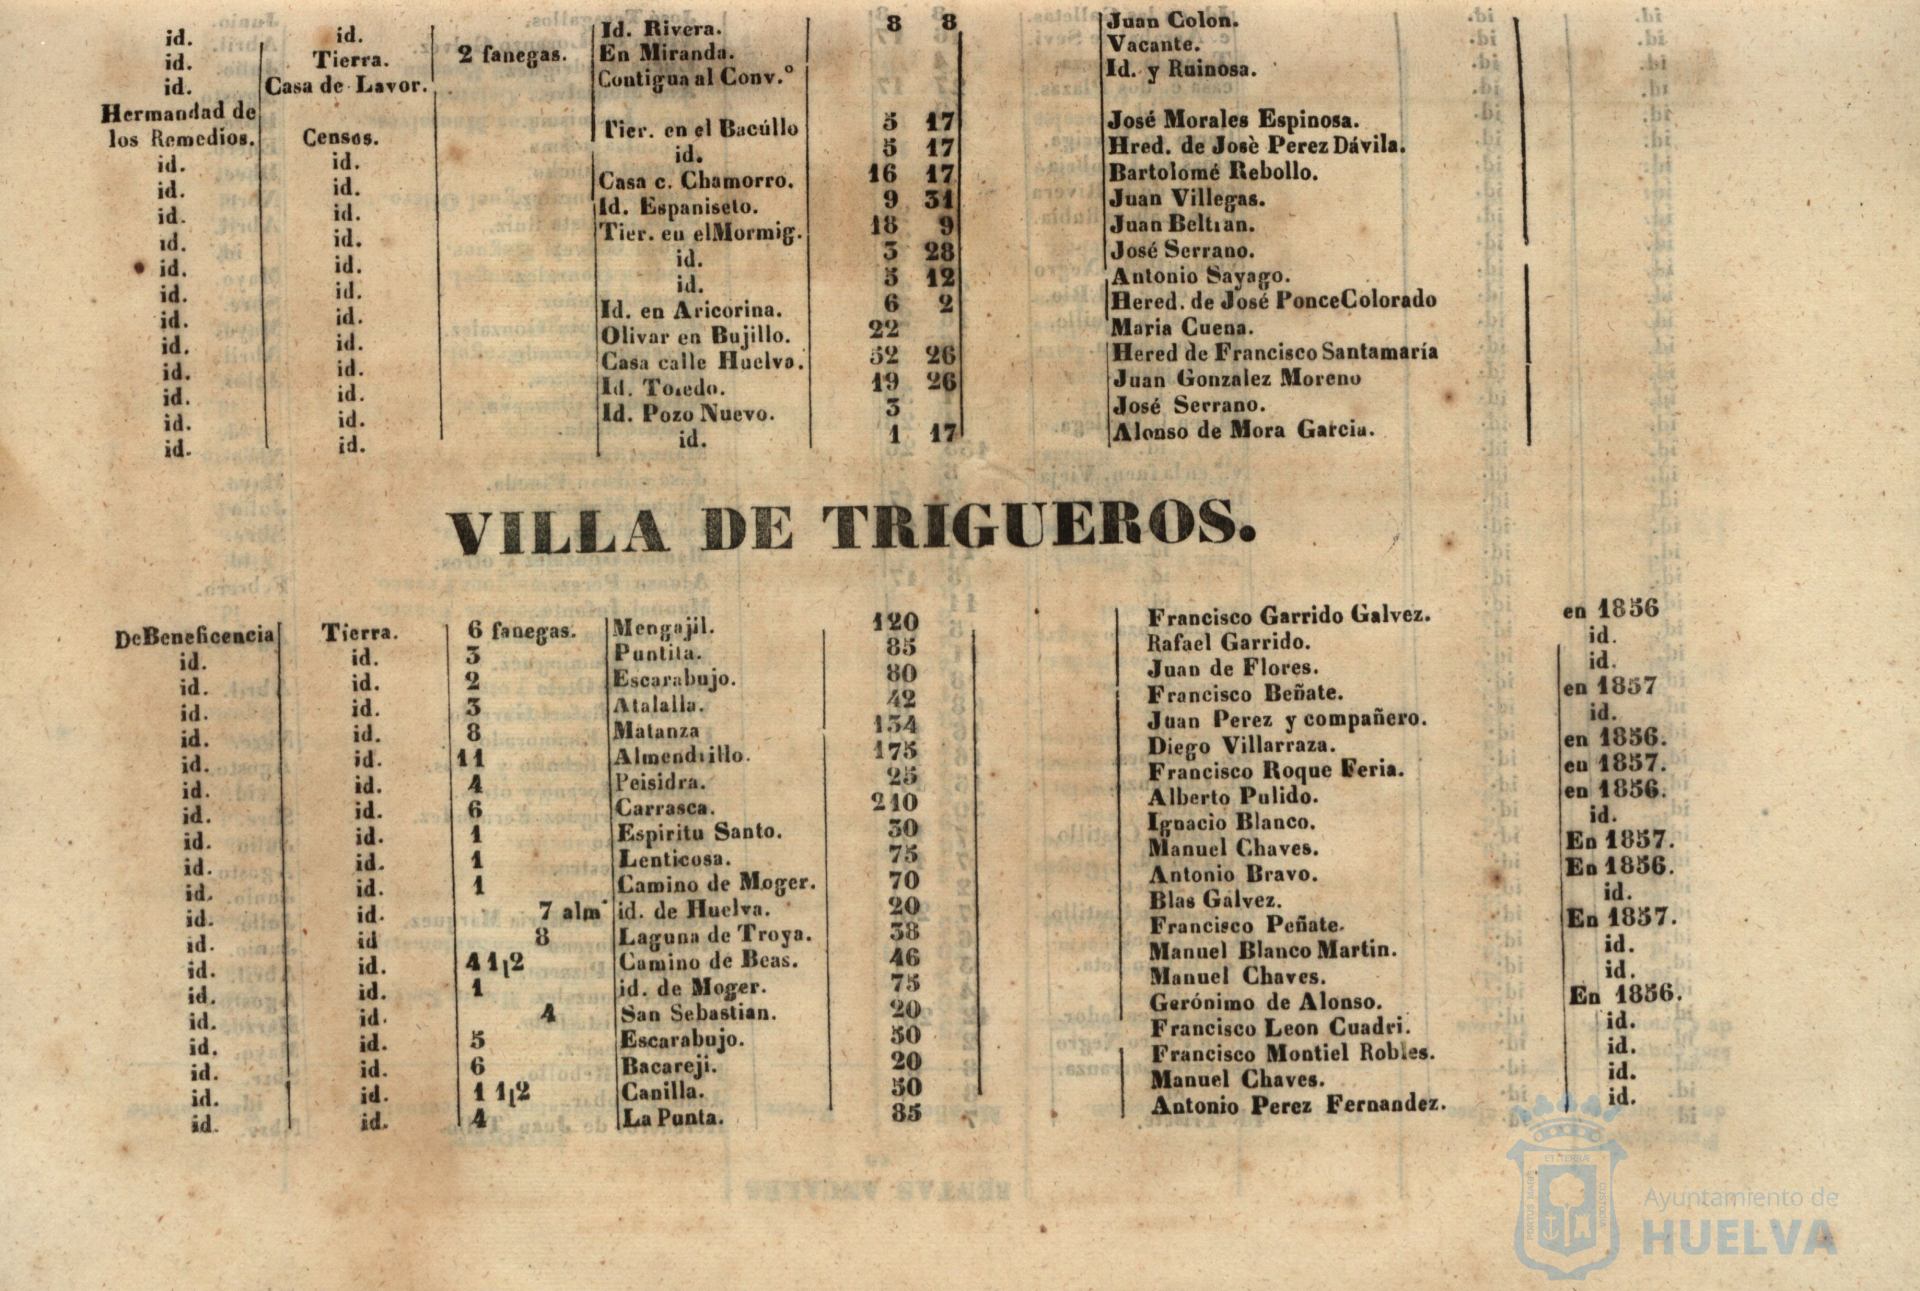 id. id. Id. Rivera. 8 8 Juan Colon.
id. Tierra. 2 fanegas. En Miranda. Vacante.
id. Casa de Lavor. Contigua al Conv.º Id. y Ruinosa.
Hermandad de
los Remedios. Censos. Tier. en el Bacúllo 5 17 José Morales Espinosa.
id. id. id. 5 17 Hred. de Josè Perez Dávila.
id. id. Casa c. Chamorro. 16 17 Bartolomé Rebollo.
id. id. Id. Espaniseto. 9 31 Juan Villegas.
id. id. Tier. en elMormig. 18 9 Juan Beltran.
id. id. id. 3 28 José Serrano.
id. id. id. 5 12 Antonio Sayago.
id. id. Id. en Aricorina. 6 2 Hered. de José PonceColorado
id. id. Olivar en Bujillo. 22 Maria Cuena.
id. id. Casa calle Huelva. 52 26 Hered de Francisco Santamaría
id. id. Id. Toledo. 19 26 Juan Gonzalez Moreno
id. id. Id. Pozo Nuevo. 3 José Serrano.
id. id. id. 1 17 Alonso de Mora Garcia.
VILLA DE TRIGUEROS.
DeBeneficencia Tierra. 6 fanegas. Mengajil. 120 Francisco Garrido Galvez. en 1856
id. id. 3 Puntita. 85 Rafael Garrido. id.
id. id. 2 Escarabujo. 80 Juan de Flores. id.
id. id. 3 Atalalla. 42 Francisco Beñate. en 1857
id. id. 8 Matanza 134 Juan Perez y compañero. id.
id. id. 11 Almendrillo. 175 Diego Villarraza. en 1856.
id. id. 4 Peisidra. 25 Francisco Roque Feria. en 1857.
id. id. 6 Carrasca. 210 Alberto Pulido. en 1856.
id. id. 1 Espiritu Santo. 50 Ignacio Blanco. id.
id. id. 1 Lenticosa. 75 Manuel Chaves. En 1857.
id. id. 1 Camino de Moger. 70 Antonio Bravo. En 1856.
id. id. 7 alm id. de Huelva. 20 Blas Galvez. id.
id. id 8 Laguna de Troya. 38 Francisco Peñate. En 1857.
id. id. 4 1|2 Camino de Beas. 46 Manuel Blanco Martin. id.
id. id. 1 id. de Moger. 75 Manuel Chaves. id.
id. id. 4 San Sebastian. 20 Gerónimo de Alonso. En 1856.
id. id. 5 Escarabujo. 50 Francisco Leon Cuadri. id.
id. id. 6 Bacareji. 20 Francisco Montiel Robles. id.
id. id. 1 1|2 Canilla. 50 Manuel Chaves. id.
id. id. 4 La Punta. 85 Antonio Perez Fernandez. id.
Ayuntamiento de
HUELVA